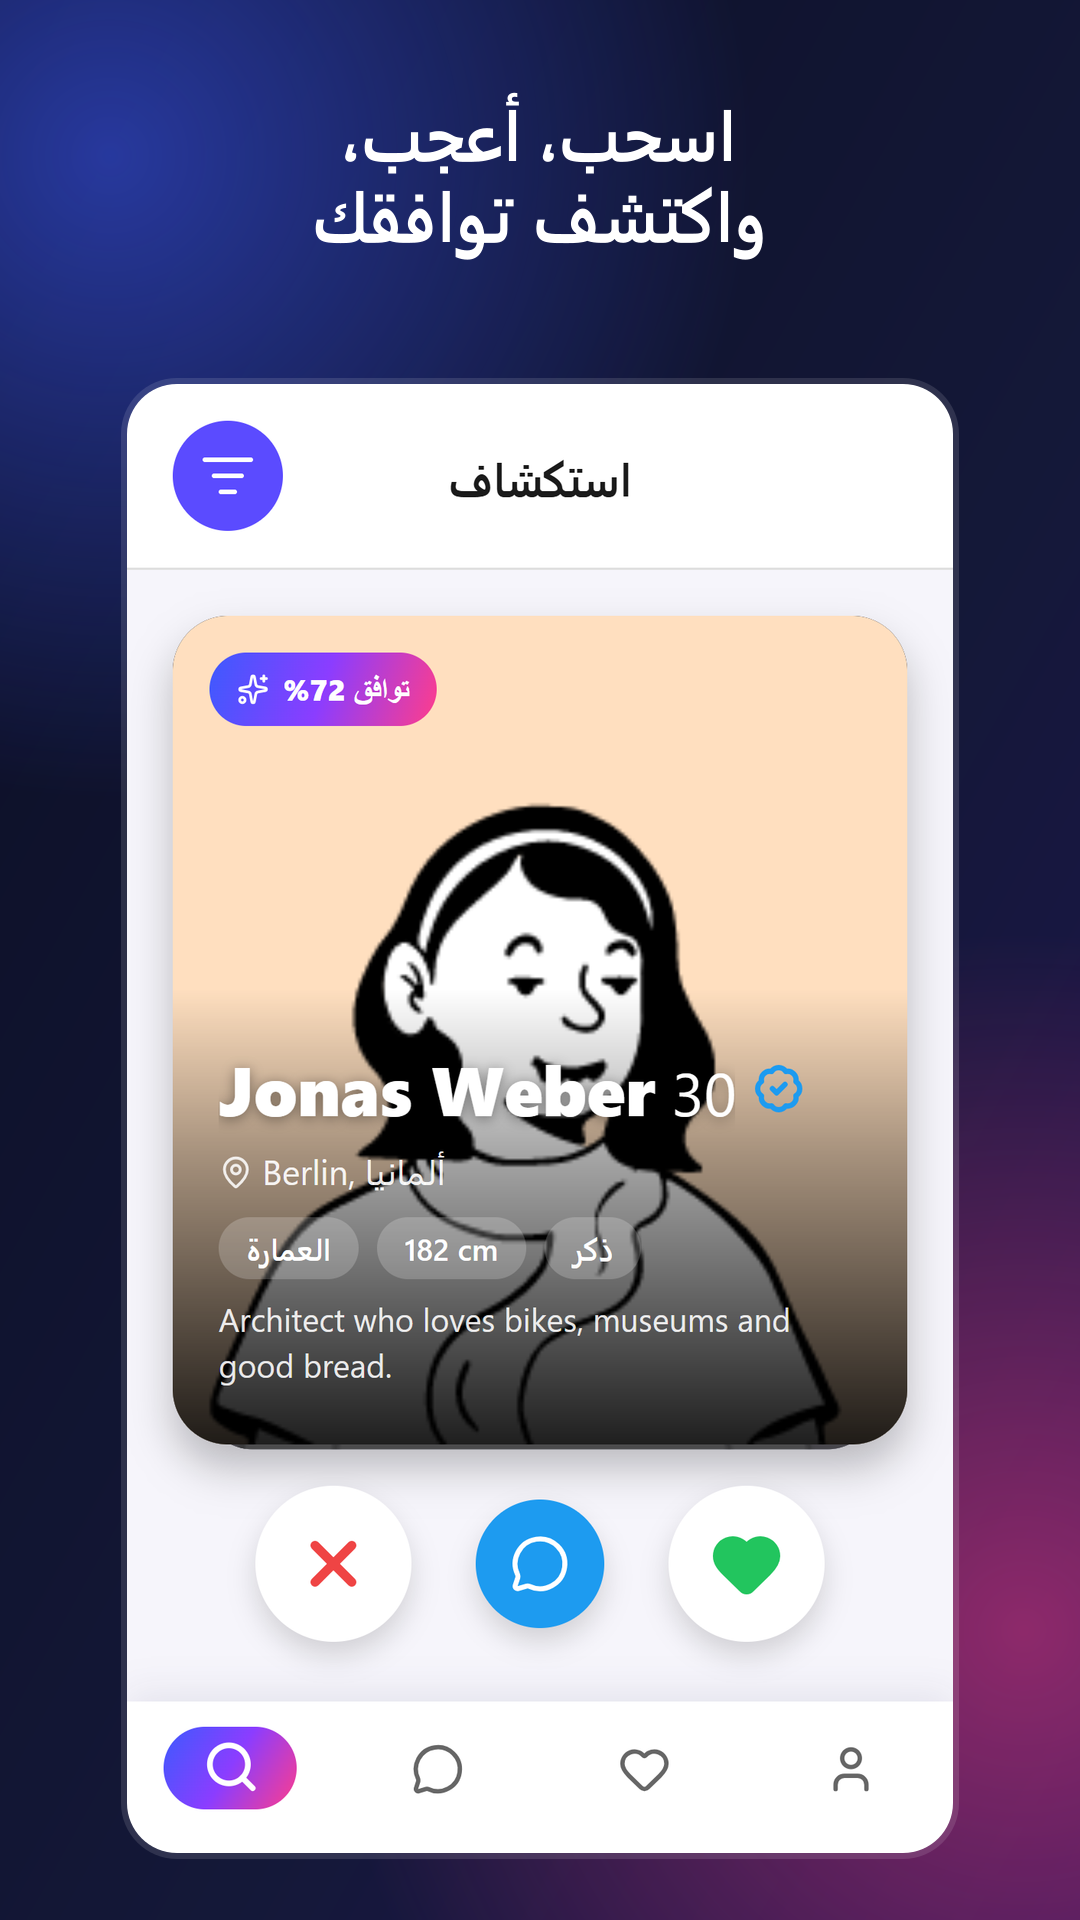 اسحب، أعجب،
واكتشف توافقك
استكشاف
توافق 72%
Jonas Weber 30
Berlin, ألمانيا
العمارة
182 cm
ذكر
Architect who loves bikes, museums and
good bread.